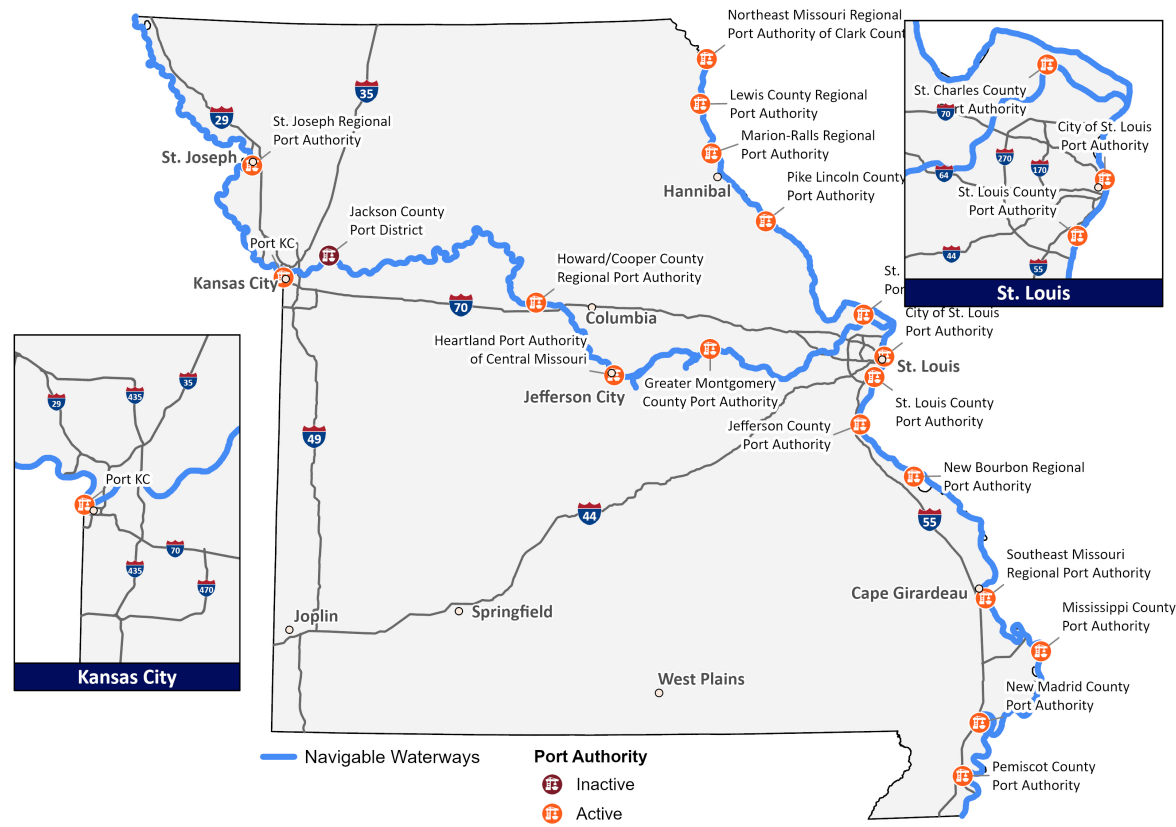 Northeast Missouri Regional
Port Authority of Clark Count
35
Lewis County Regional
Port Authority
29
St. Joseph Regional
Port Authority
St. Joseph
Marion-Ralls Regional
Port Authority
Hannibal
Pike Lincoln County
Port Authority
Jackson County
Port District
Port KC
Kansas City
Howard/Cooper County
Regional Port Authority
70
Columbia
Heartland Port Authority
of Central Missouri
Jefferson City
Greater Montgomery
County Port Authority
St.
Por
City of St. Louis
Port Authority
St. Louis
St. Louis County
Port Authority
Jefferson County
Port Authority
49
44
New Bourbon Regional
Port Authority
55
Southeast Missouri
Regional Port Authority
Cape Girardeau
Mississippi County
Port Authority
Joplin
Springfield
West Plains
New Madrid County
Port Authority
Pemiscot County
Port Authority
St. Charles County
Port Authority
70
City of St. Louis
Port Authority
270
170
64
St. Louis County
Port Authority
44
55
St. Louis
35
29
435
Port KC
70
435
470
Kansas City
Navigable Waterways
Port Authority
Inactive
Active